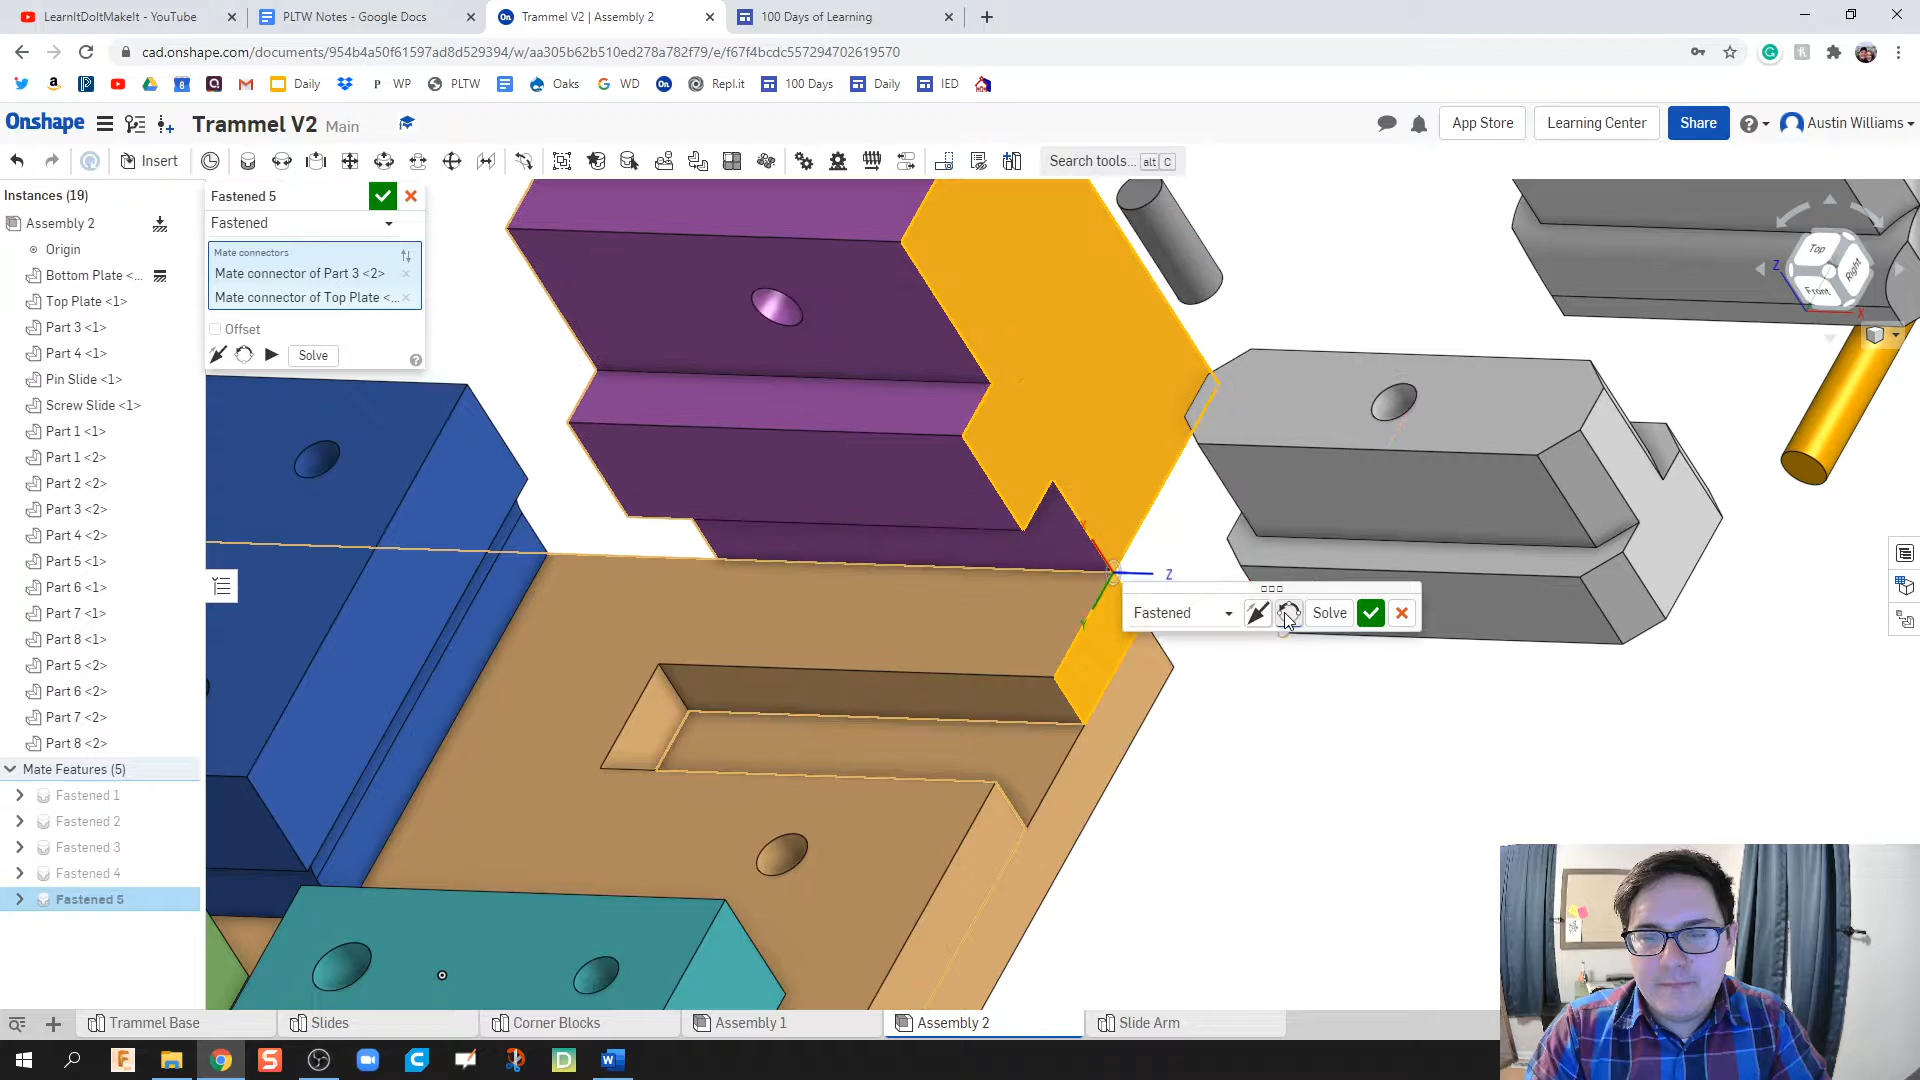 LearnItDoItMakeIt - YouTube
PLTW Notes - Google Docs
Trammel V2 | Assembly 2
100 Days of Learning
cad.onshape.com/documents/954b4a50f61597ad8d529394/w/aa305b62b510ed278a782f79/e/f67f4bcdc557294702619570
Daily
P WP
PLTW
Oaks
WD
Repl.it
100 Days
Daily
IED
Onshape
Trammel V2 Main
App Store
Learning Center
Share
Austin Williams
Insert
Search tools... alt C
Instances (19)
Assembly 2
Origin
Bottom Plate <...
Top Plate <1>
Part 3 <1>
Part 4 <1>
Pin Slide <1>
Screw Slide <1>
Part 1 <1>
Part 1 <2>
Part 2 <2>
Part 3 <2>
Part 4 <2>
Part 5 <1>
Part 6 <1>
Part 7 <1>
Part 8 <1>
Part 5 <2>
Part 6 <2>
Part 7 <2>
Part 8 <2>
Mate Features (5)
Fastened 1
Fastened 2
Fastened 3
Fastened 4
Fastened 5
Fastened 5
Fastened
Mate connectors
Mate connector of Part 3 <2>
Mate connector of Top Plate <...
Offset
Solve
Top
Front
Right
Z
X
Z
Fastened
Solve
Trammel Base
Slides
Corner Blocks
Assembly 1
Assembly 2
Slide Arm